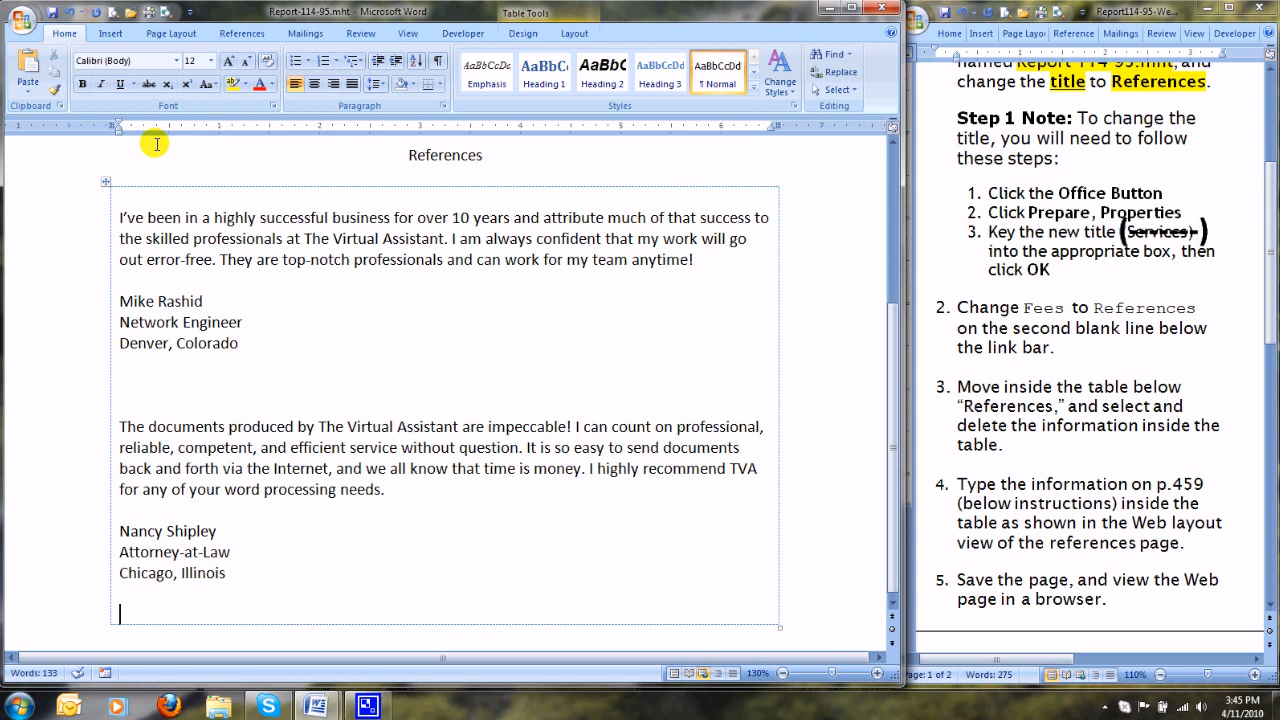 Report-114-95.mht - Microsoft Word
Table Tools
Home Insert Page Layout References Mailings Review View Developer Design Layout
Paste
Calibri (Body) 12
Emphasis Heading 1 Heading 2 Heading 3 ¶ Normal
Change Styles
Find
Replace
Select
Clipboard Font Paragraph Styles Editing
References
I've been in a highly successful business for over 10 years and attribute much of that success to
the skilled professionals at The Virtual Assistant. I am always confident that my work will go
out error-free. They are top-notch professionals and can work for my team anytime!
Mike Rashid
Network Engineer
Denver, Colorado
The documents produced by The Virtual Assistant are impeccable! I can count on professional,
reliable, competent, and efficient service without question. It is so easy to send documents
back and forth via the Internet, and we all know that time is money. I highly recommend TVA
for any of your word processing needs.
Nancy Shipley
Attorney-at-Law
Chicago, Illinois
Words: 133
130%
Report114-95-We...
Home Insert Page Layou Reference Mailings Review View Developer
named Report-114-95.mht, and
change the title to References.
Step 1 Note: To change the
title, you will need to follow
these steps:
1. Click the Office Button
2. Click Prepare, Properties
3. Key the new title (Services)
into the appropriate box, then
click OK
2. Change Fees to References
on the second blank line below
the link bar.
3. Move inside the table below
“References,” and select and
delete the information inside the
table.
4. Type the information on p.459
(below instructions) inside the
table as shown in the Web layout
view of the references page.
5. Save the page, and view the Web
page in a browser.
Page: 1 of 2 Words: 275
110%
3:45 PM
4/11/2010